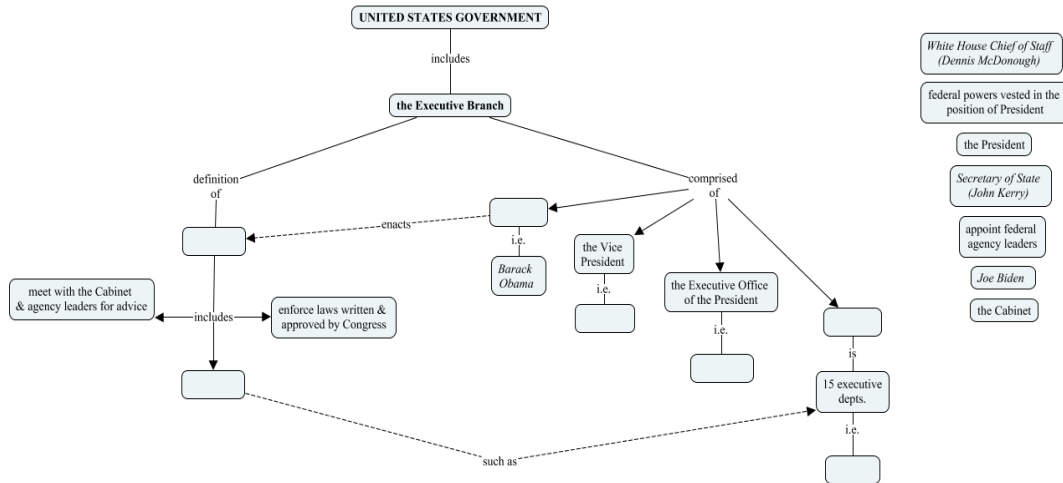 UNITED STATES GOVERNMENT
includes
the Executive Branch
definition
of
comprised
of
enacts
i.e.
Barack
Obama
the Vice
President
i.e.
the Executive Office
of the President
i.e.
meet with the Cabinet
& agency leaders for advice
includes
enforce laws written &
approved by Congress
is
15 executive
depts.
i.e.
such as
White House Chief of Staff
(Dennis McDonough)
federal powers vested in the
position of President
the President
Secretary of State
(John Kerry)
appoint federal
agency leaders
Joe Biden
the Cabinet